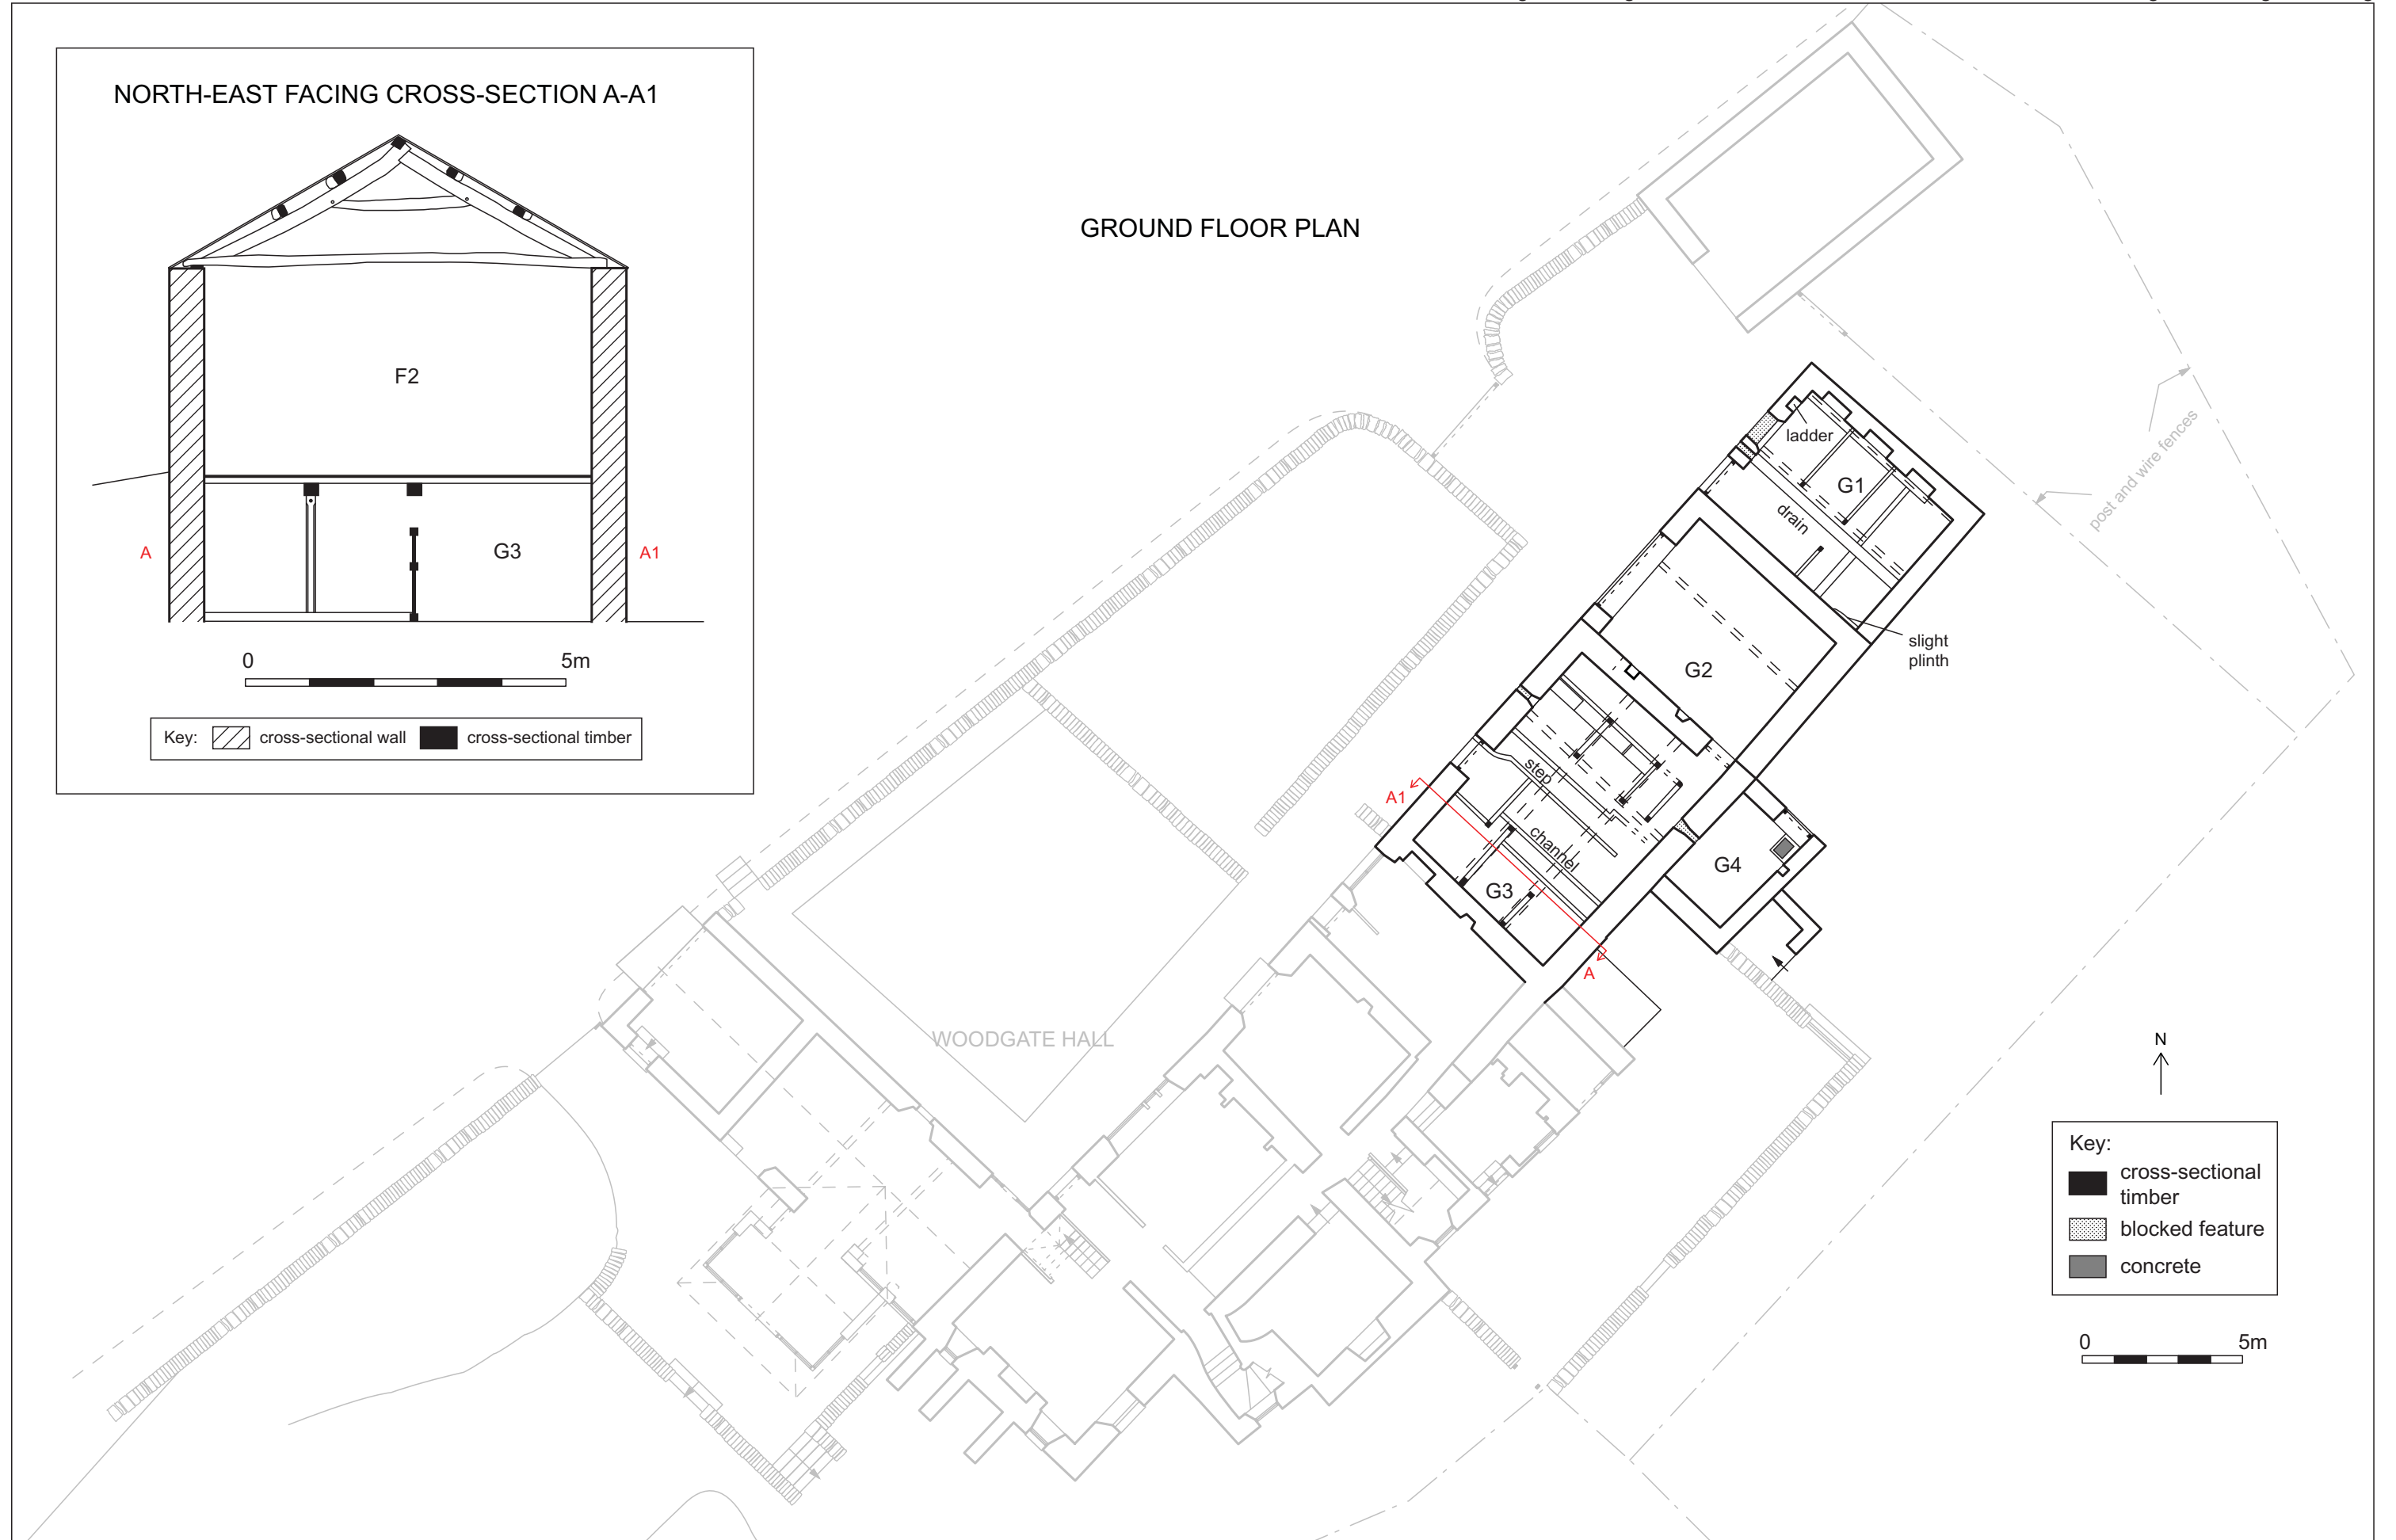 NORTH-EAST FACING CROSS-SECTION A-A1
F2
A
G3
A1
0 5m
Key: cross-sectional wall cross-sectional timber
GROUND FLOOR PLAN
ladder
G1
drain
post and wire fences
slight
plinth
G2
step
A1
channel
G4
G3
A
WOODGATE HALL
N
Key:
cross-sectional
timber
blocked feature
concrete
0 5m